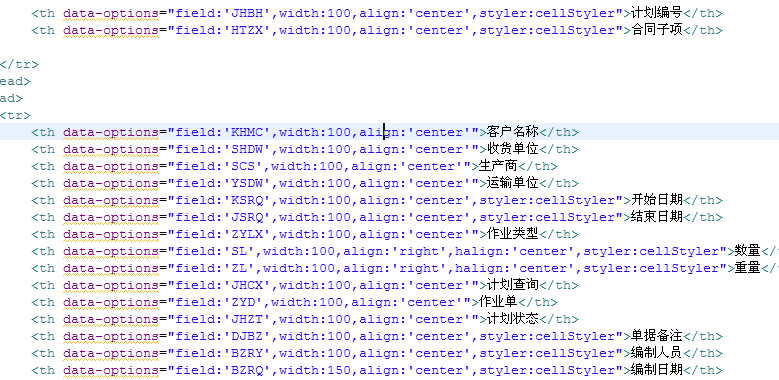 <th data-options="field:'JHBH',width:100,align:'center',styler:cellStyler">计划编号</th>
<th data-options="field:'HTZX',width:100,align:'center',styler:cellStyler">合同子项</th>
</tr>
ead>
ad>
<tr>
<th data-options="field:'KHMC',width:100,align:'center'">客户名称</th>
<th data-options="field:'SHDW',width:100,align:'center'">收货单位</th>
<th data-options="field:'SCS',width:100,align:'center'">生产商</th>
<th data-options="field:'YSDW',width:100,align:'center'">运输单位</th>
<th data-options="field:'KSRQ',width:100,align:'center',styler:cellStyler">开始日期</th>
<th data-options="field:'JSRQ',width:100,align:'center',styler:cellStyler">结束日期</th>
<th data-options="field:'ZYLX',width:100,align:'center'">作业类型</th>
<th data-options="field:'SL',width:100,align:'right',halign:'center',styler:cellStyler">数量</t
<th data-options="field:'ZL',width:100,align:'right',halign:'center',styler:cellStyler">重量</t
<th data-options="field:'JHCX',width:100,align:'center'">计划查询</th>
<th data-options="field:'ZYD',width:100,align:'center'">作业单</th>
<th data-options="field:'JHZT',width:100,align:'center'">计划状态</th>
<th data-options="field:'DJBZ',width:100,align:'center',styler:cellStyler">单据备注</th>
<th data-options="field:'BZRY',width:100,align:'center',styler:cellStyler">编制人员</th>
<th data-options="field:'BZRQ',width:150,align:'center',styler:cellStyler">编制日期</th>